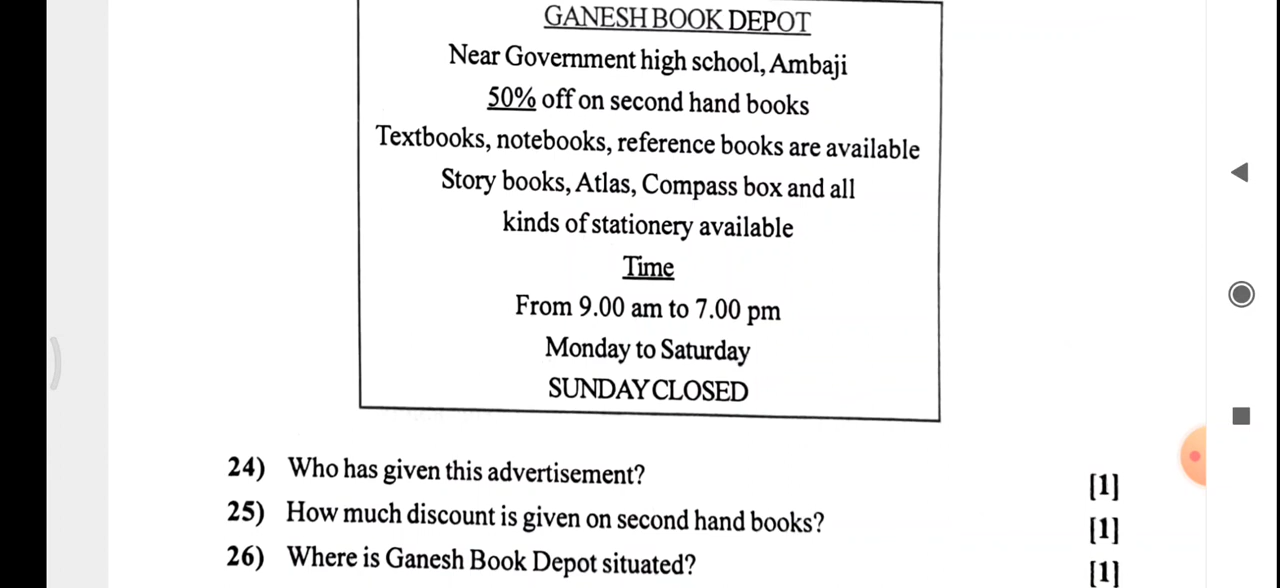 GANESH BOOK DEPOT
Near Government high school, Ambaji
50% off on second hand books
Textbooks, notebooks, reference books are available
Story books, Atlas, Compass box and all
kinds of stationery available
Time
From 9.00 am to 7.00 pm
Monday to Saturday
SUNDAY CLOSED
24) Who has given this advertisement? [1]
25) How much discount is given on second hand books? [1]
26) Where is Ganesh Book Depot situated? [1]